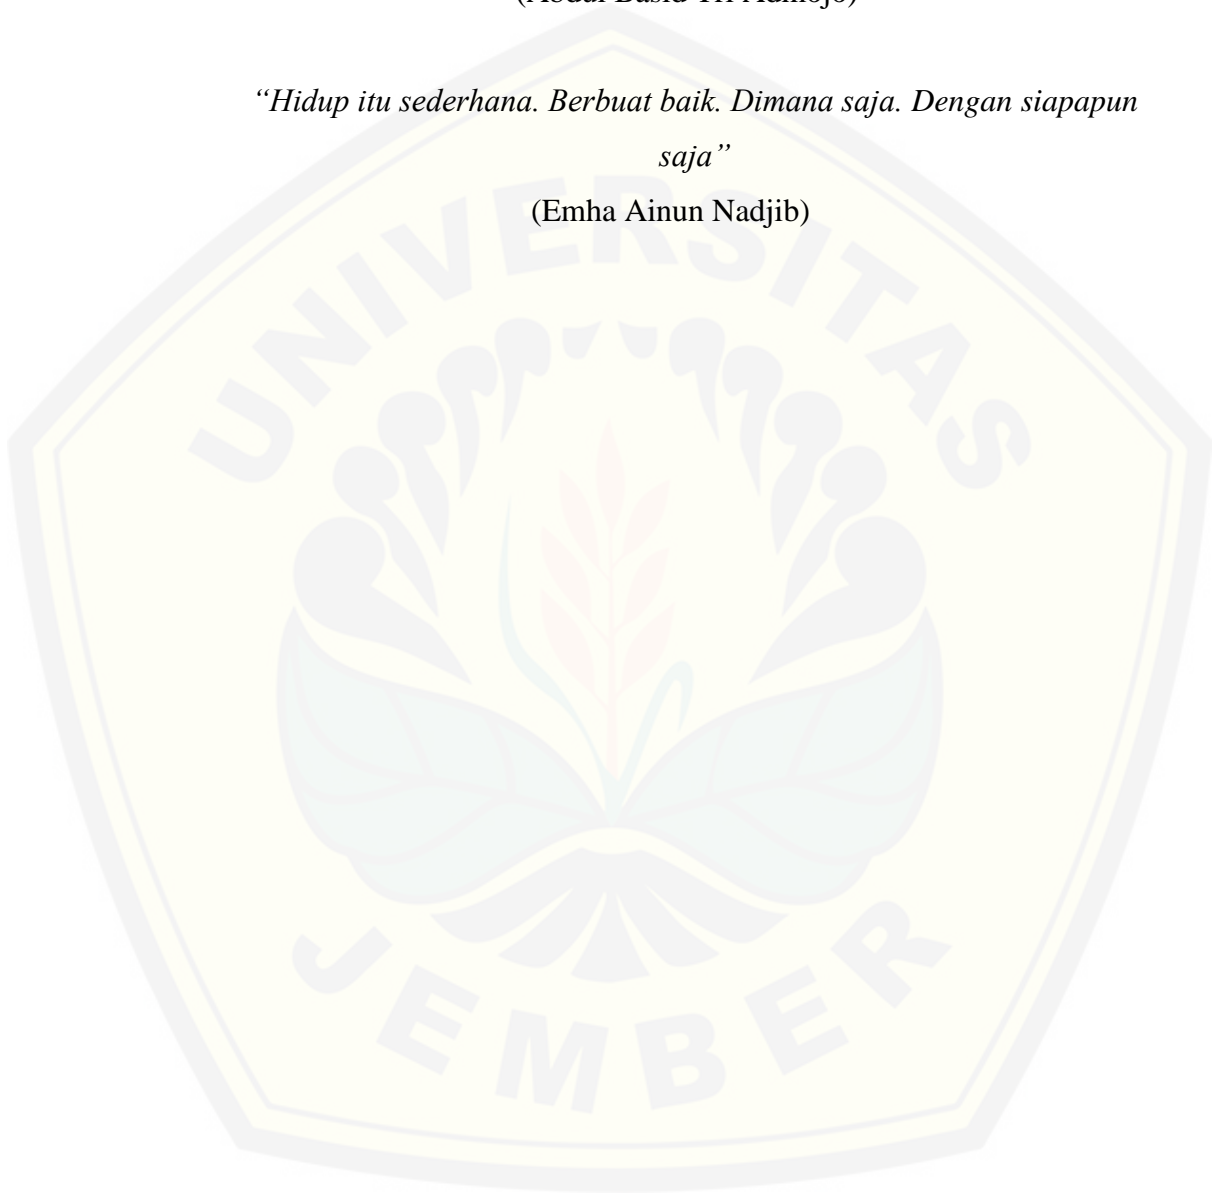 “Hidup itu sederhana. Berbuat baik. Dimana saja. Dengan siapapun
saja”
(Emha Ainun Nadjib)
UNIVERSITAS
JEMBER